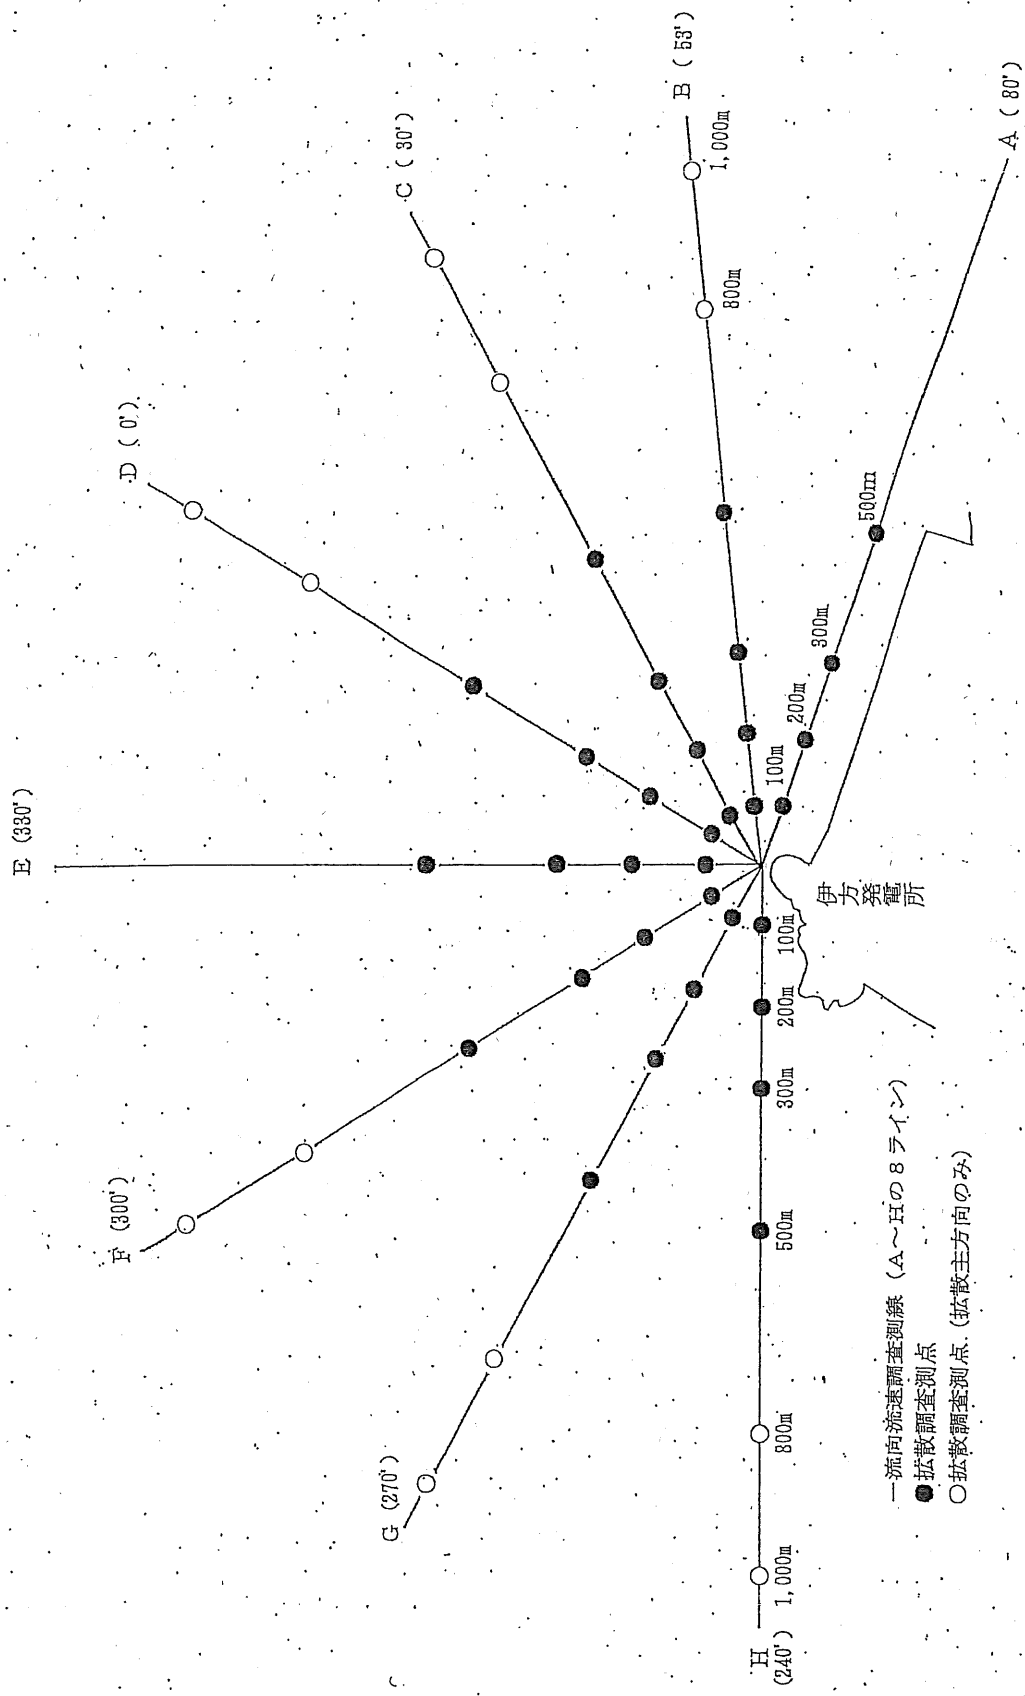 A ( 80°)
B ( 53°)
C ( 30°)
D ( 0°)
E (330°)
F (300°)
G (270°)
H
(240°)
1,000m
800m
500m
300m
200m
100m
100m
200m
300m
500m
800m
1,000m
伊方発電所
—流向流速調査測線 (A～Hの8ライン)
●拡散調査測点
○拡散調査測点 (拡散主方向のみ)